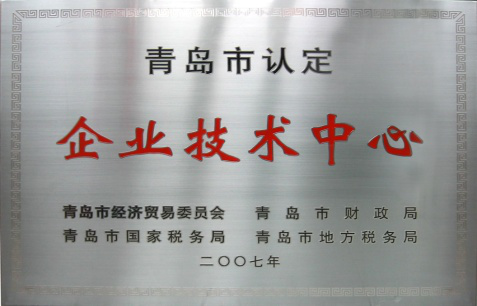 青岛市认定
企业技术中心
青岛市经济贸易委员会 青岛市财政局
青岛市国家税务局 青岛市地方税务局
二〇〇七年